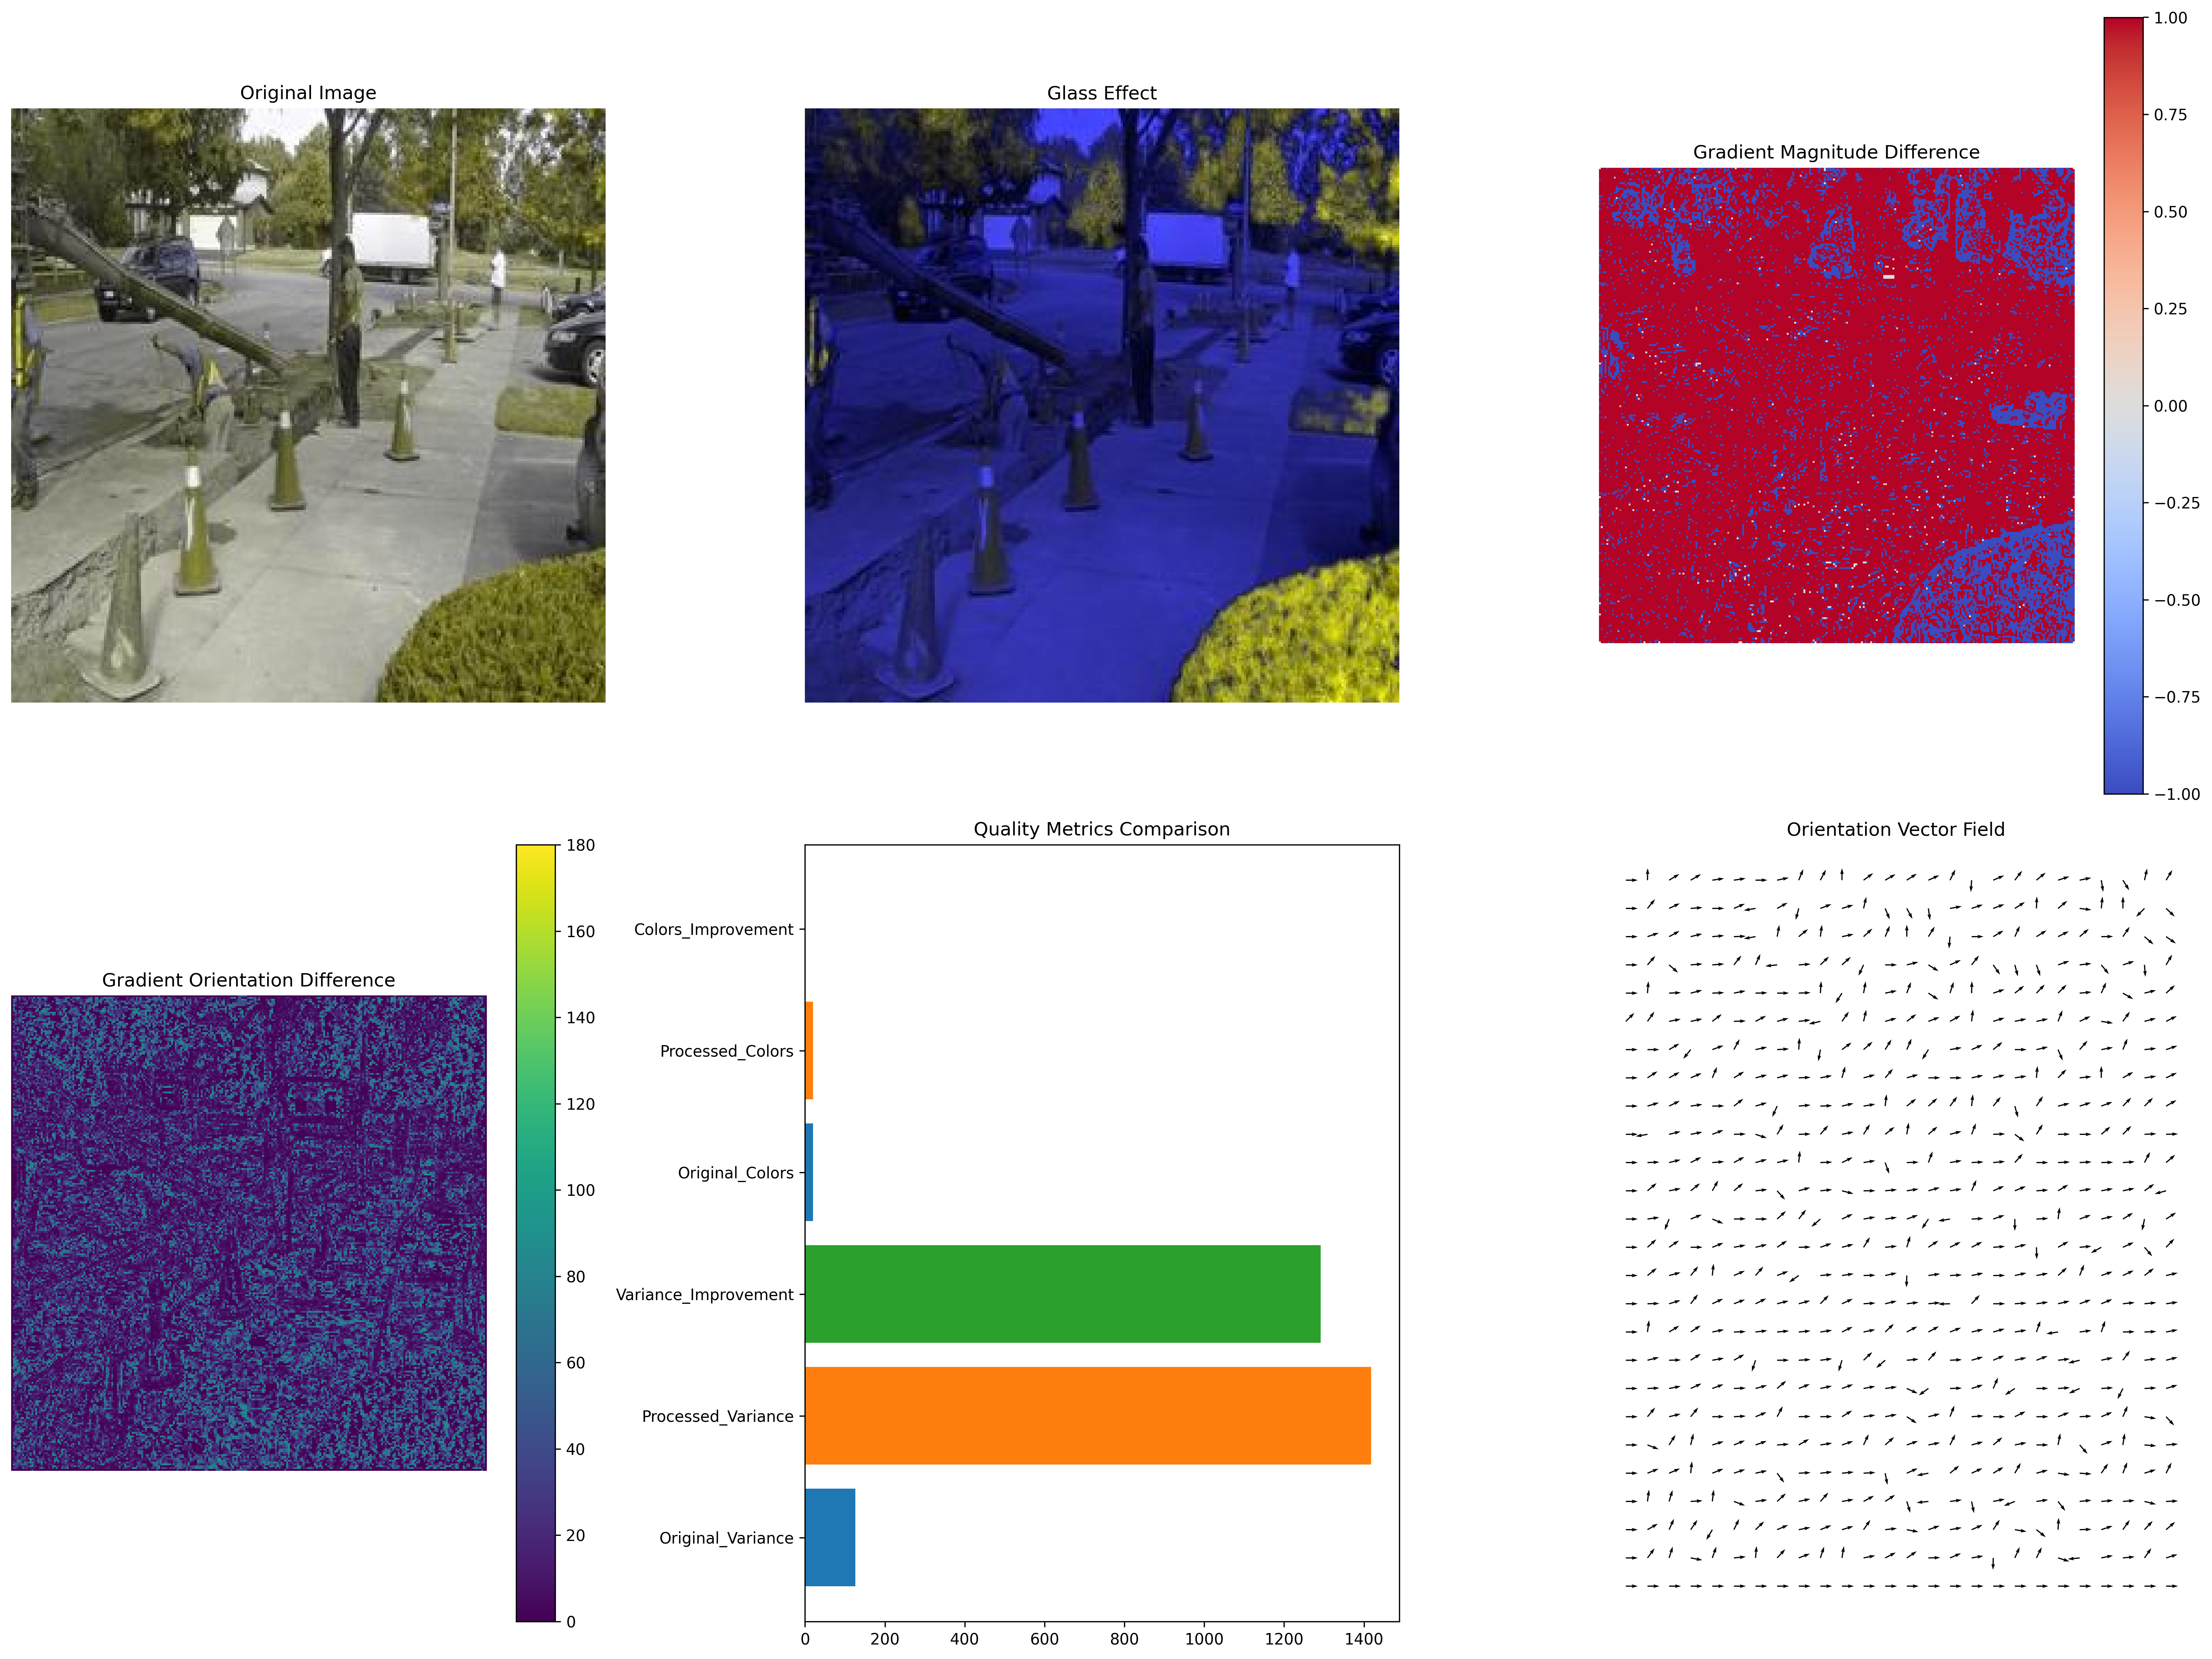 Original Image
Glass Effect
Gradient Magnitude Difference
1.00
0.75
0.50
0.25
0.00
−0.25
−0.50
−0.75
−1.00
Gradient Orientation Difference
180
160
140
120
100
80
60
40
20
0
Quality Metrics Comparison
Colors_Improvement
Processed_Colors
Original_Colors
Variance_Improvement
Processed_Variance
Original_Variance
0 200 400 600 800 1000 1200 1400
Orientation Vector Field